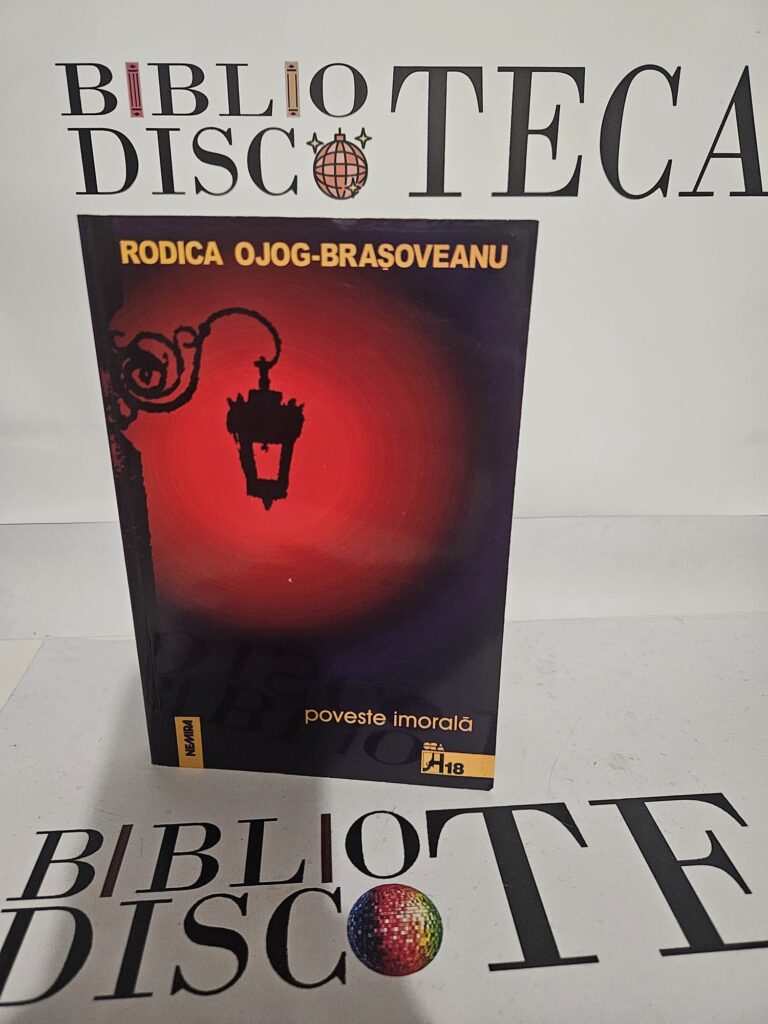 BIBLIO
DISCOTECA
RODICA OJOG-BRAŞOVEANU
poveste imorală
NEMIRA
ORA
H18
BIBLIO
DISCOTE